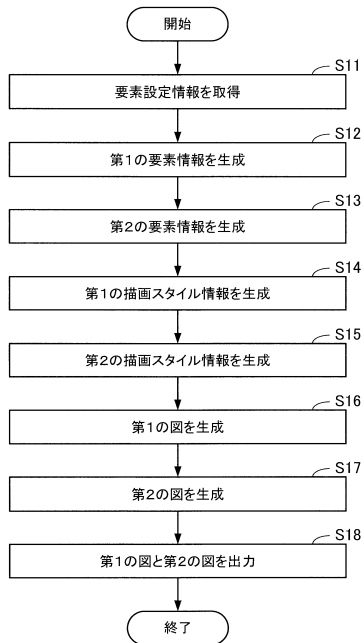 開始
S11
要素設定情報を取得
S12
第1の要素情報を生成
S13
第2の要素情報を生成
S14
第1の描画スタイル情報を生成
S15
第2の描画スタイル情報を生成
S16
第1の図を生成
S17
第2の図を生成
S18
第1の図と第2の図を出力
終了